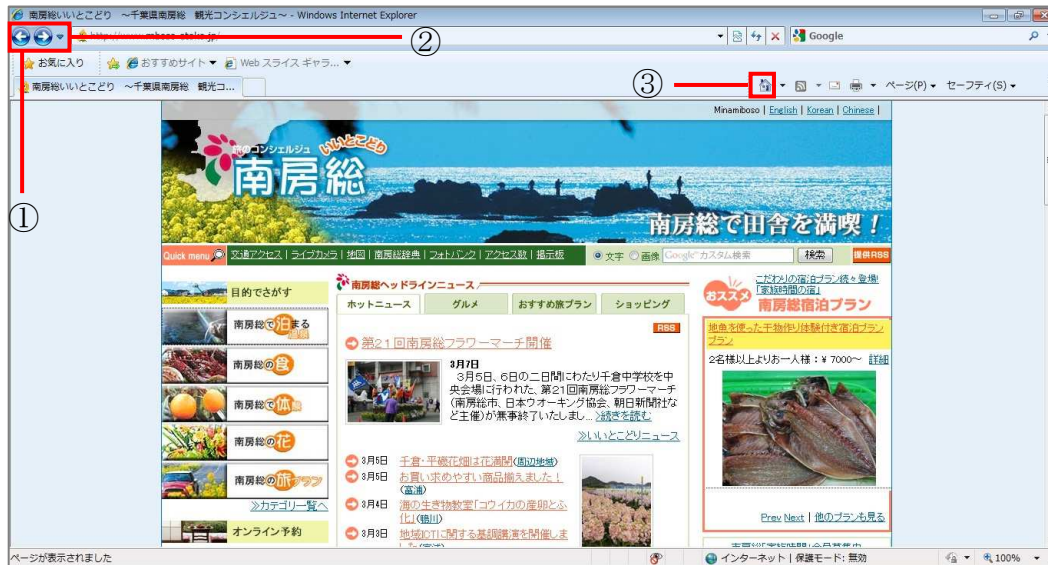 南房総いいとこどり ～千葉県南房総 観光コンシェルジュ～ - Windows Internet Explorer
②
Google
お気に入り おすすめサイト ▼ Web スライス ギャラ... ▼
南房総いいとこどり ～千葉県南房総 観光コ...
③
ページ(P) ▼ セーフティ(S) ▼
Minamiboso | English | Korean | Chinese |
旅のコンシェルジュ いいとこどり
南房総
①
南房総で田舎を満喫！
Quick menu 交通アクセス | ライブカメラ | 地図 | 南房総辞典 | フォトバンク | アクセス数 | 掲示板 文字 画像 Google カスタム検索 検索 提供RSS
目的でさがす
南房総で泊まる
南房総の食
南房総で体験
南房総の花
南房総の旅プラン
≫カテゴリー一覧へ
オンライン予約
南房総ヘッドラインニュース
ホットニュース グルメ おすすめ旅プラン ショッピング
RSS
第21回南房総フラワーマーチ開催
3月7日
3月5日、6日の二日間にわたり千倉中学校を中
央会場に行われた、第21回南房総フラワーマーチ
(南房総市、日本ウオーキング協会、朝日新聞社な
ど主催)が無事終了いたしまし... >続きを読む
≫いいとこどりニュース
3月6日 千倉・平磯花畑は花満開(周辺地域)
3月5日 お買い求めやすい商品揃えました！
(富浦)
3月4日 海の生き物教室「コウイカの産卵とふ
化」(鴨川)
3月3日 地域ICTに関する基調講演を開催しま
こだわりの宿泊プラン続々登場!
「家族時間の宿」
おススメ 南房総宿泊プラン
地魚を使った干物作り体験付き宿泊プラン
プラン
2名様以上よりお一人様：¥ 7000～ 詳細
Prev Next | 他のプランも見る
ページが表示されました
インターネット | 保護モード: 無効
100%